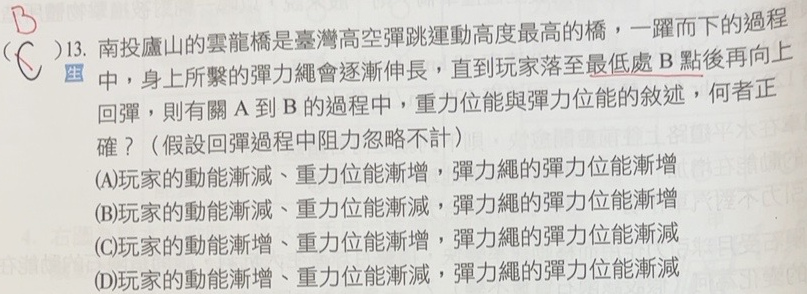 B
( C )13. 南投廬山的雲龍橋是臺灣高空彈跳運動高度最高的橋，一躍而下的過程
生 中，身上所繫的彈力繩會逐漸伸長，直到玩家落至最低處 B 點後再向上
回彈，則有關 A 到 B 的過程中，重力位能與彈力位能的敘述，何者正
確？（假設回彈過程中阻力忽略不計）
(A)玩家的動能漸減、重力位能漸增，彈力繩的彈力位能漸增
(B)玩家的動能漸減、重力位能漸減，彈力繩的彈力位能漸增
(C)玩家的動能漸增、重力位能漸增，彈力繩的彈力位能漸減
(D)玩家的動能漸增、重力位能漸減，彈力繩的彈力位能漸減